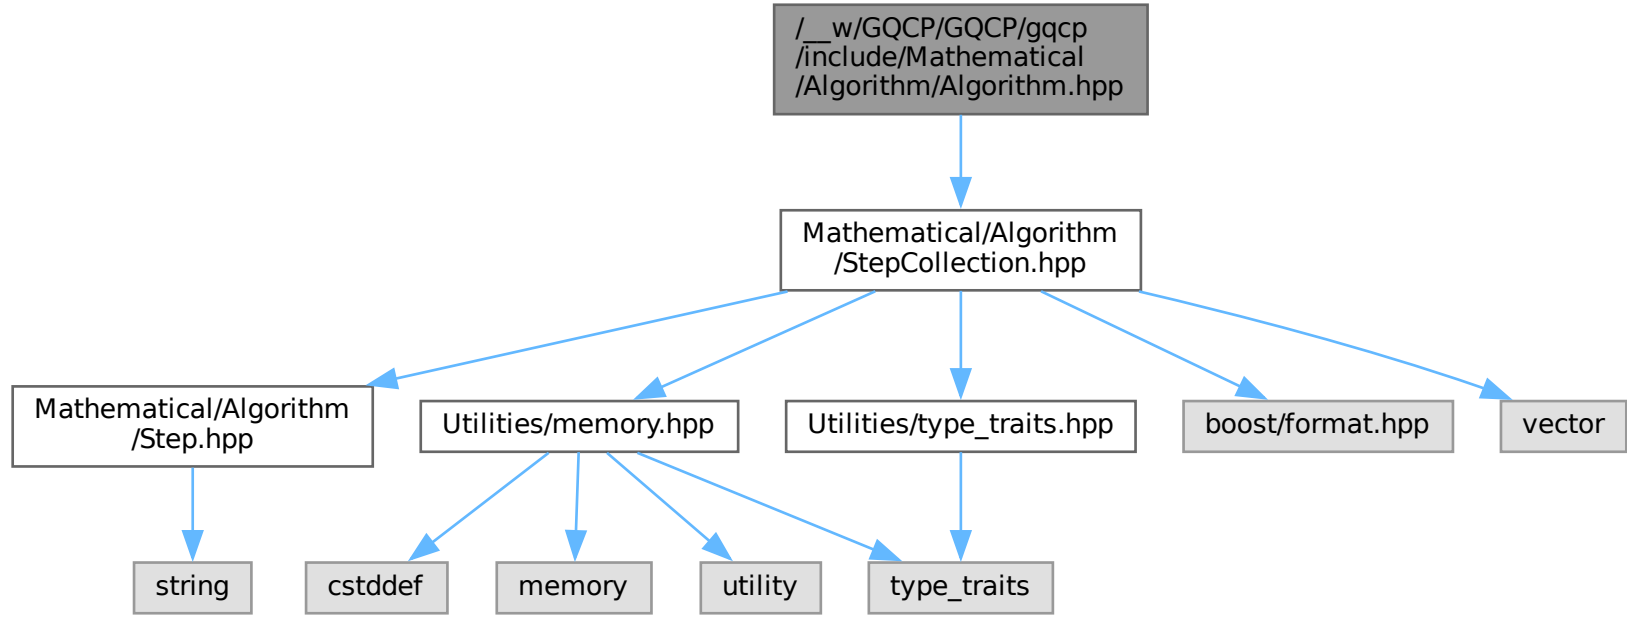 /__w/GQCP/GQCP/gqcp
/include/Mathematical
/Algorithm/Algorithm.hpp
Mathematical/Algorithm
/StepCollection.hpp
Mathematical/Algorithm
/Step.hpp
Utilities/memory.hpp
Utilities/type_traits.hpp
boost/format.hpp
vector
string
cstddef
memory
utility
type_traits